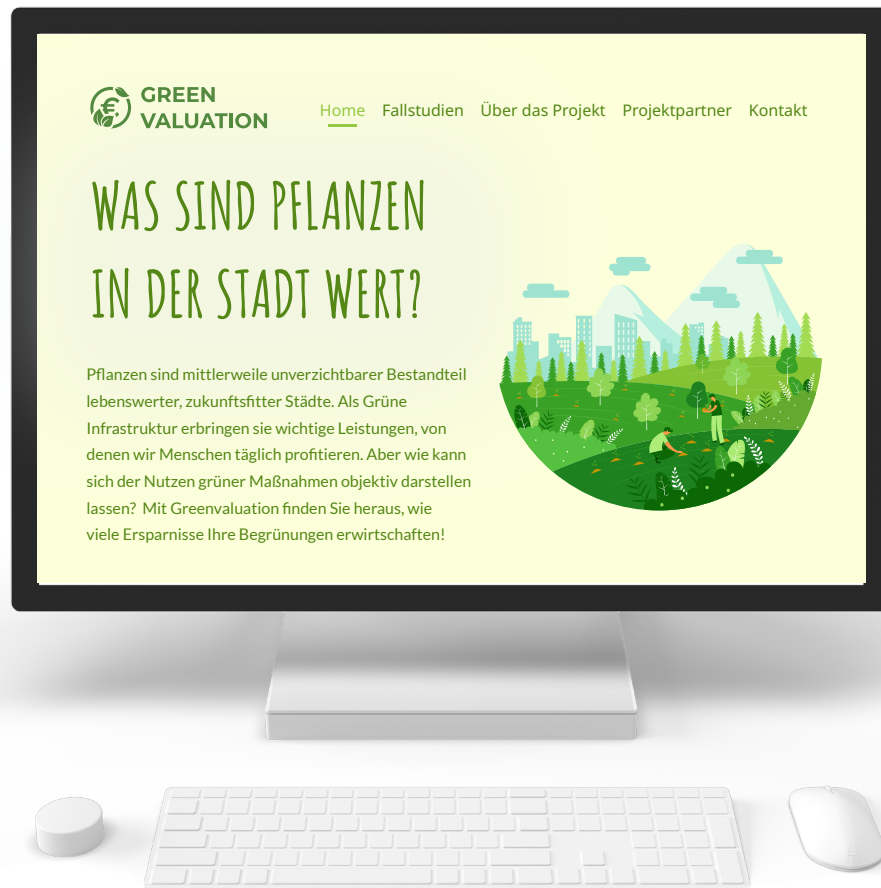 GREEN
VALUATION
Home Fallstudien Über das Projekt Projektpartner Kontakt
WAS SIND PFLANZEN
IN DER STADT WERT?
Pflanzen sind mittlerweile unverzichtbarer Bestandteil
lebenswerter, zukunftsfitter Städte. Als Grüne
Infrastruktur erbringen sie wichtige Leistungen, von
denen wir Menschen täglich profitieren. Aber wie kann
sich der Nutzen grüner Maßnahmen objektiv darstellen
lassen?  Mit Greenvaluation finden Sie heraus, wie
viele Ersparnisse Ihre Begrünungen erwirtschaften!